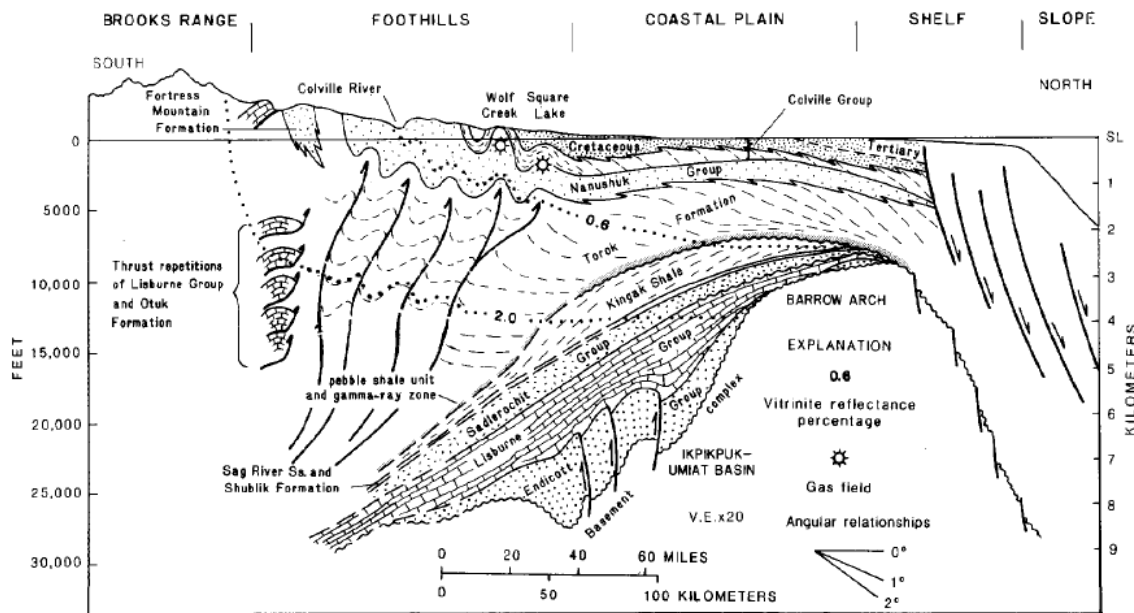 BROOKS RANGE
FOOTHILLS
COASTAL PLAIN
SHELF
SLOPE
SOUTH
NORTH
Fortress
Mountain
Formation
Colville River
Wolf
Creek
Square
Lake
Colville Group
SL
0
5000
10,000
15,000
20,000
25,000
30,000
FEET
1
2
3
4
5
6
7
8
9
KILOMETERS
Cretaceous
Tertiary
Nanushuk Group
0.6
Torok Formation
Thrust repetitions
of Lisburne Group
and Otuk
Formation
2.0
Kingak Shale
pebble shale unit
and gamma-ray zone
Sadlerochit Group
Lisburne Group
Endicott Group
Basement complex
Sag River Ss. and
Shublik Formation
BARROW ARCH
EXPLANATION
0.6
Vitrinite reflectance
percentage
IKPIKPUK-
UMIAT BASIN
Gas field
V.E.x20
Angular relationships
0°
1°
2°
0 20 40 60 MILES
0 50 100 KILOMETERS